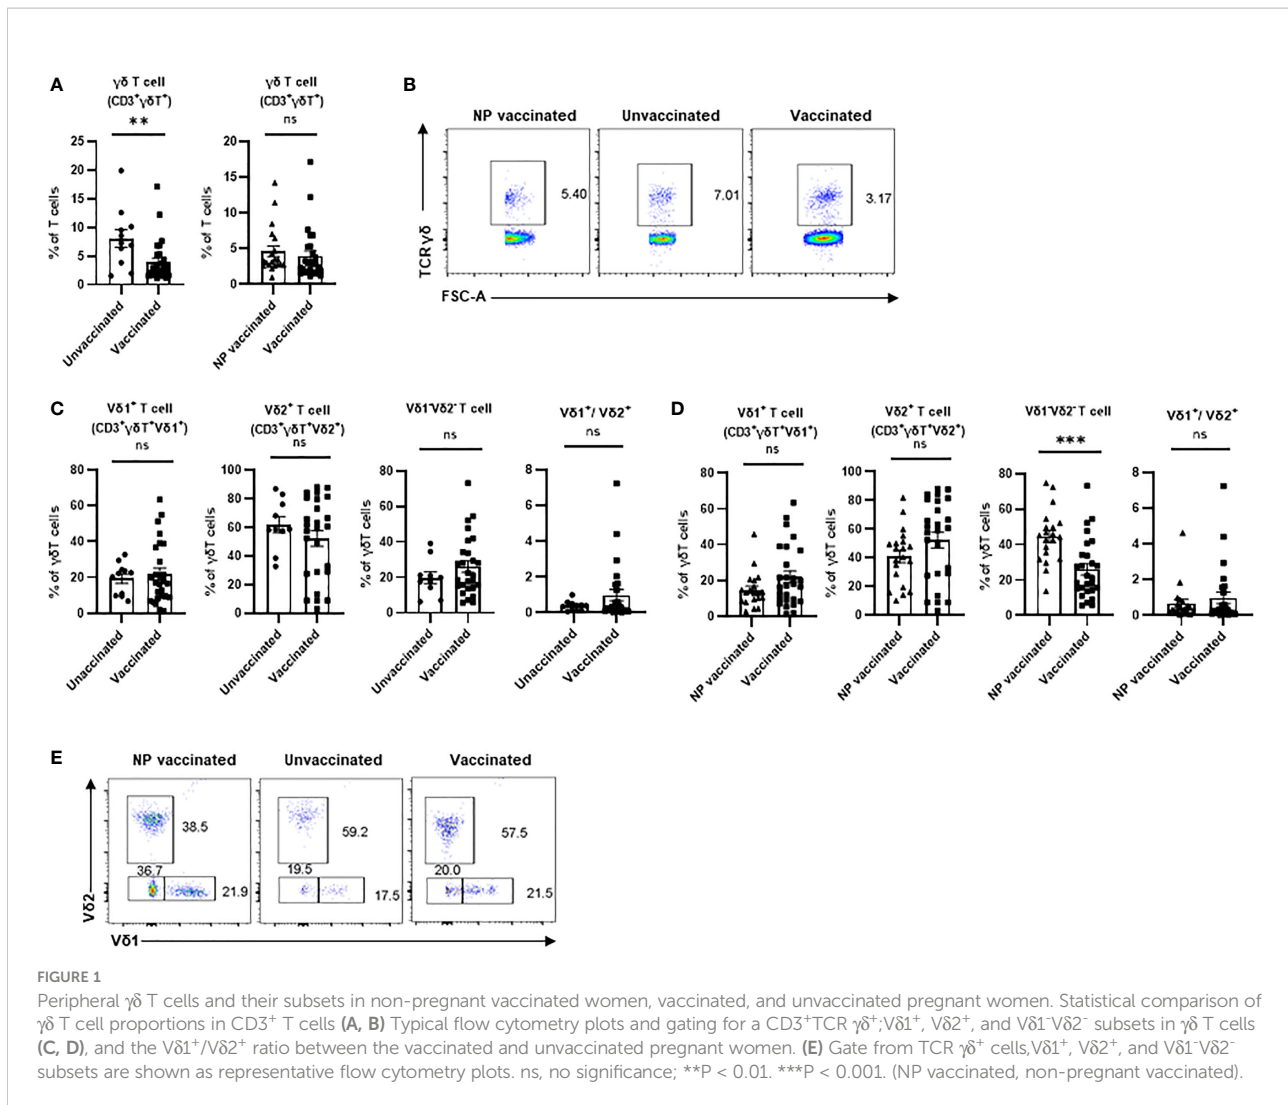 A
γδ T cell
(CD3⁺γδT⁺)
**
25
20
15
10
5
0
% of T cells
Unvaccinated
Vaccinated
γδ T cell
(CD3⁺γδT⁺)
ns
20
15
10
5
0
% of T cells
NP vaccinated
Vaccinated
B
NP vaccinated
Unvaccinated
Vaccinated
5.40
7.01
3.17
TCR γδ
FSC-A
C
Vδ1⁺ T cell
(CD3⁺γδT⁺Vδ1⁺)
ns
80
60
40
20
0
% of γδT cells
Unaccinated
Vaccinated
Vδ2⁺ T cell
(CD3⁺γδT⁺Vδ2⁺)
ns
100
80
60
40
20
0
% of γδT cells
Unvaccinated
Vaccinated
Vδ1⁻Vδ2⁻ T cell
ns
80
60
40
20
0
% of γδT cells
Unvaccinated
Vaccinated
Vδ1⁺/ Vδ2⁺
ns
8
6
4
2
0
Unvaccinated
Vaccinated
D
Vδ1⁺ T cell
(CD3⁺γδT⁺Vδ1⁺)
ns
80
60
40
20
0
% of γδT cells
NP vaccinated
Vaccinated
Vδ2⁺ T cell
(CD3⁺γδT⁺Vδ2⁺)
ns
100
80
60
40
20
0
% of γδT cells
NP vaccinated
Vaccinated
Vδ1⁻Vδ2⁻ T cell
***
80
60
40
20
0
% of γδT cells
NP vaccinated
Vaccinated
Vδ1⁺/ Vδ2⁺
ns
8
6
4
2
0
NP vaccinated
Vaccinated
E
NP vaccinated
Unvaccinated
Vaccinated
38.5
36.7
21.9
59.2
19.5
17.5
57.5
20.0
21.5
Vδ2
Vδ1
FIGURE 1
Peripheral γδ T cells and their subsets in non-pregnant vaccinated women, vaccinated, and unvaccinated pregnant women. Statistical comparison of
γδ T cell proportions in CD3⁺ T cells (A, B) Typical flow cytometry plots and gating for a CD3⁺TCR γδ⁺;Vδ1⁺, Vδ2⁺, and Vδ1⁻Vδ2⁻ subsets in γδ T cells
(C, D), and the Vδ1⁺/Vδ2⁺ ratio between the vaccinated and unvaccinated pregnant women. (E) Gate from TCR γδ⁺ cells,Vδ1⁺, Vδ2⁺, and Vδ1⁻Vδ2⁻
subsets are shown as representative flow cytometry plots. ns, no significance; **P < 0.01. ***P < 0.001. (NP vaccinated, non-pregnant vaccinated).